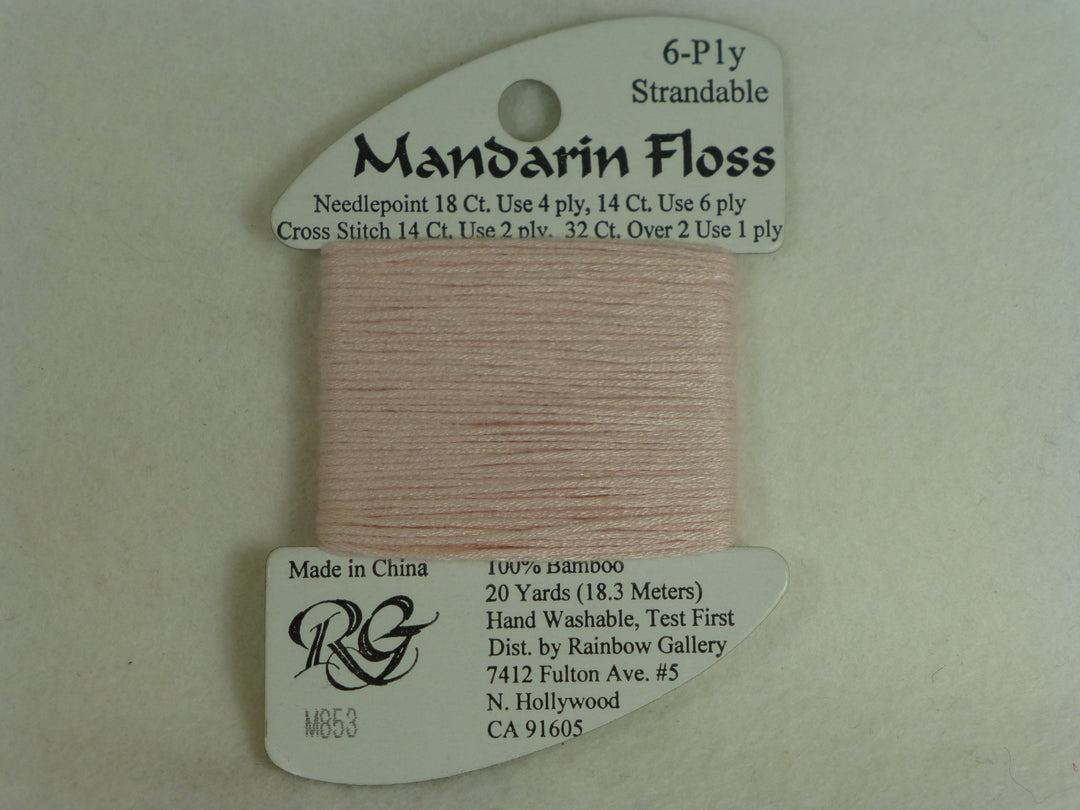 6-Ply
Strandable
Mandarin Floss
Needlepoint 18 Ct. Use 4 ply, 14 Ct. Use 6 ply
Cross Stitch 14 Ct. Use 2 ply, 32 Ct. Over 2 Use 1 ply
Made in China
RG
M853
100% Bamboo
20 Yards (18.3 Meters)
Hand Washable, Test First
Dist. by Rainbow Gallery
7412 Fulton Ave. #5
N. Hollywood
CA 91605